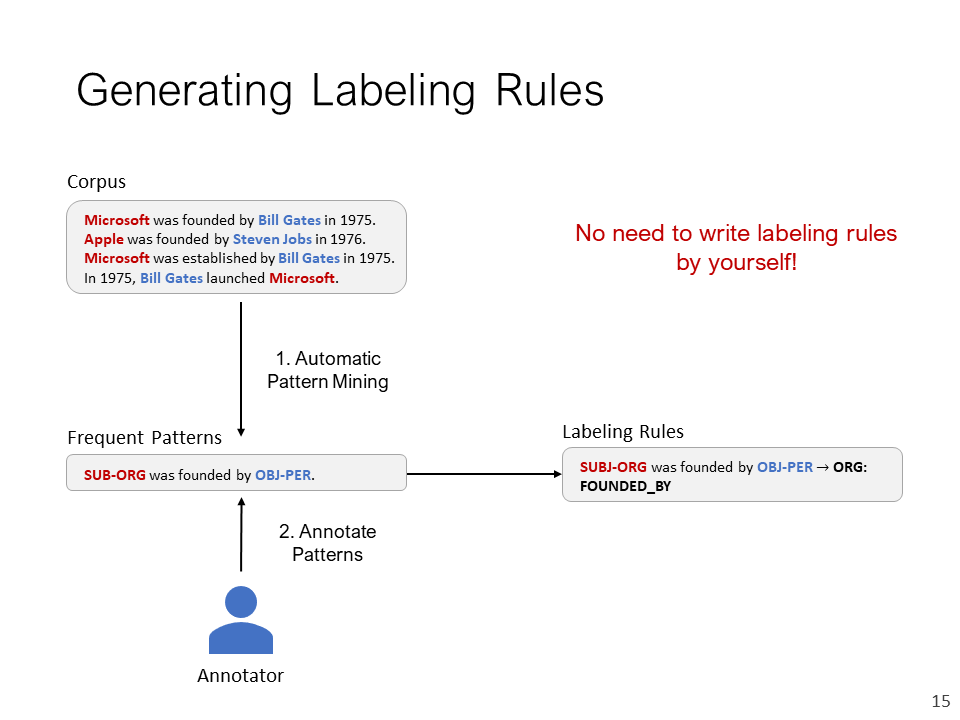 Generating Labeling Rules
Corpus
Microsoft was founded by Bill Gates in 1975.
Apple was founded by Steven Jobs in 1976.
Microsoft was established by Bill Gates in 1975.
In 1975, Bill Gates launched Microsoft.
No need to write labeling rules
by yourself!
1. Automatic
Pattern Mining
Frequent Patterns
SUB-ORG was founded by OBJ-PER.
Labeling Rules
SUBJ-ORG was founded by OBJ-PER → ORG:
FOUNDED_BY
2. Annotate
Patterns
Annotator
15